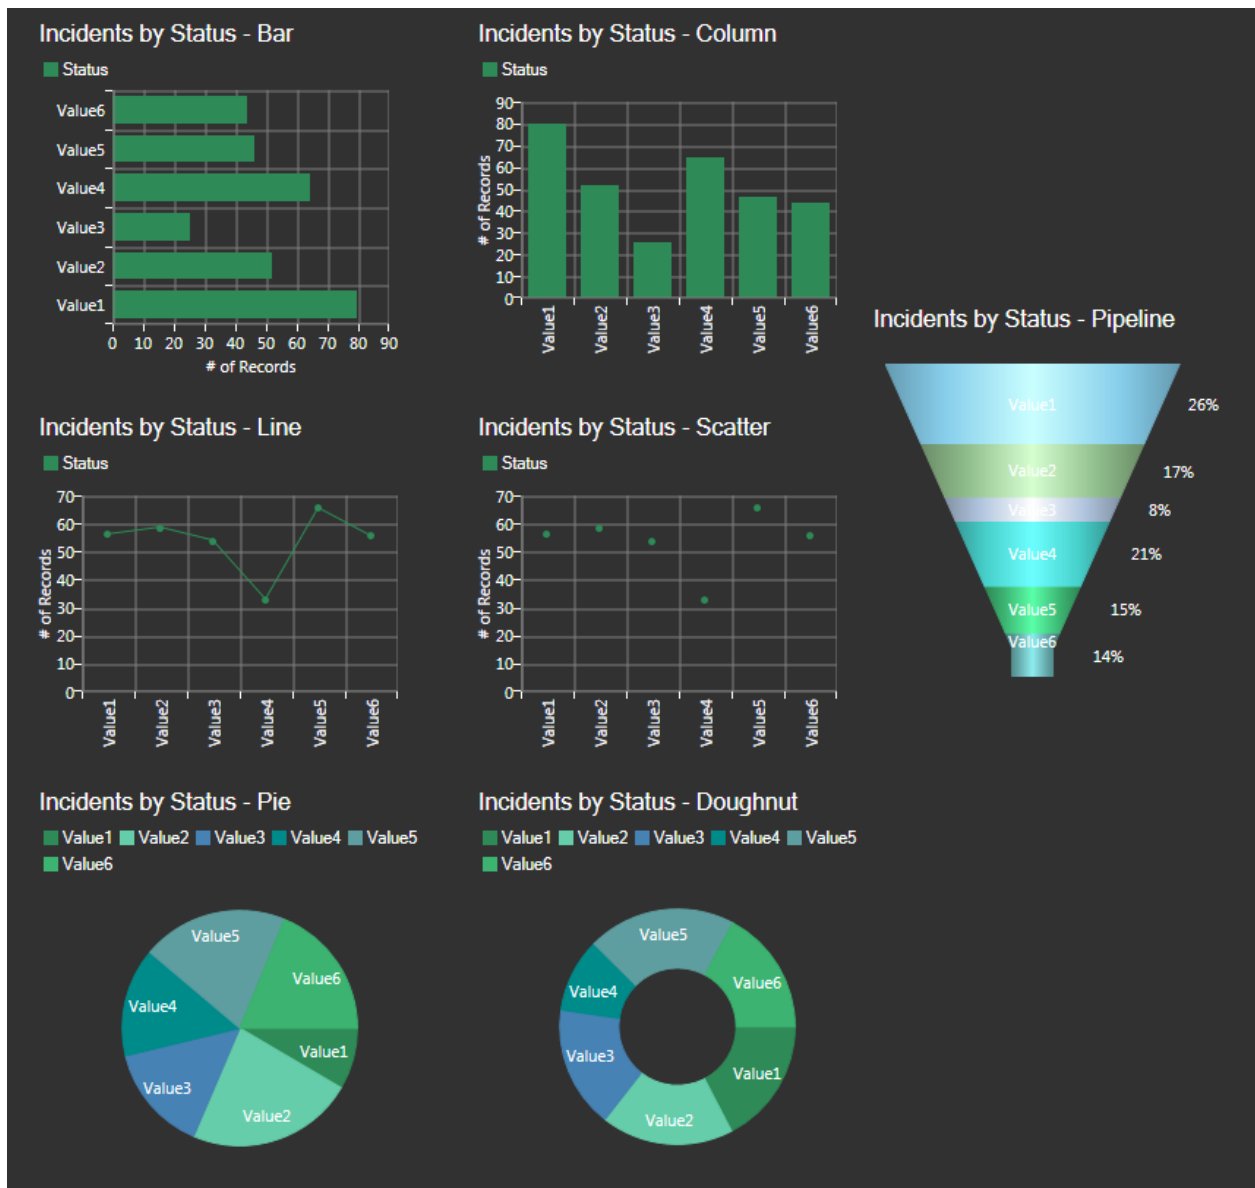 Incidents by Status - Bar
Status
Value6
Value5
Value4
Value3
Value2
Value1
0 10 20 30 40 50 60 70 80 90
# of Records
Incidents by Status - Column
Status
90
80
70
60
50
40
30
20
10
0
# of Records
Value1 Value2 Value3 Value4 Value5 Value6
Incidents by Status - Pipeline
Value1 26%
Value2 17%
Value3 8%
Value4 21%
Value5 15%
Value6 14%
Incidents by Status - Line
Status
70
60
50
40
30
20
10
0
# of Records
Value1 Value2 Value3 Value4 Value5 Value6
Incidents by Status - Scatter
Status
70
60
50
40
30
20
10
0
# of Records
Value1 Value2 Value3 Value4 Value5 Value6
Incidents by Status - Pie
Value1 Value2 Value3 Value4 Value5
Value6
Value5
Value6
Value4
Value1
Value3
Value2
Incidents by Status - Doughnut
Value1 Value2 Value3 Value4 Value5
Value6
Value5
Value6
Value4
Value3
Value1
Value2